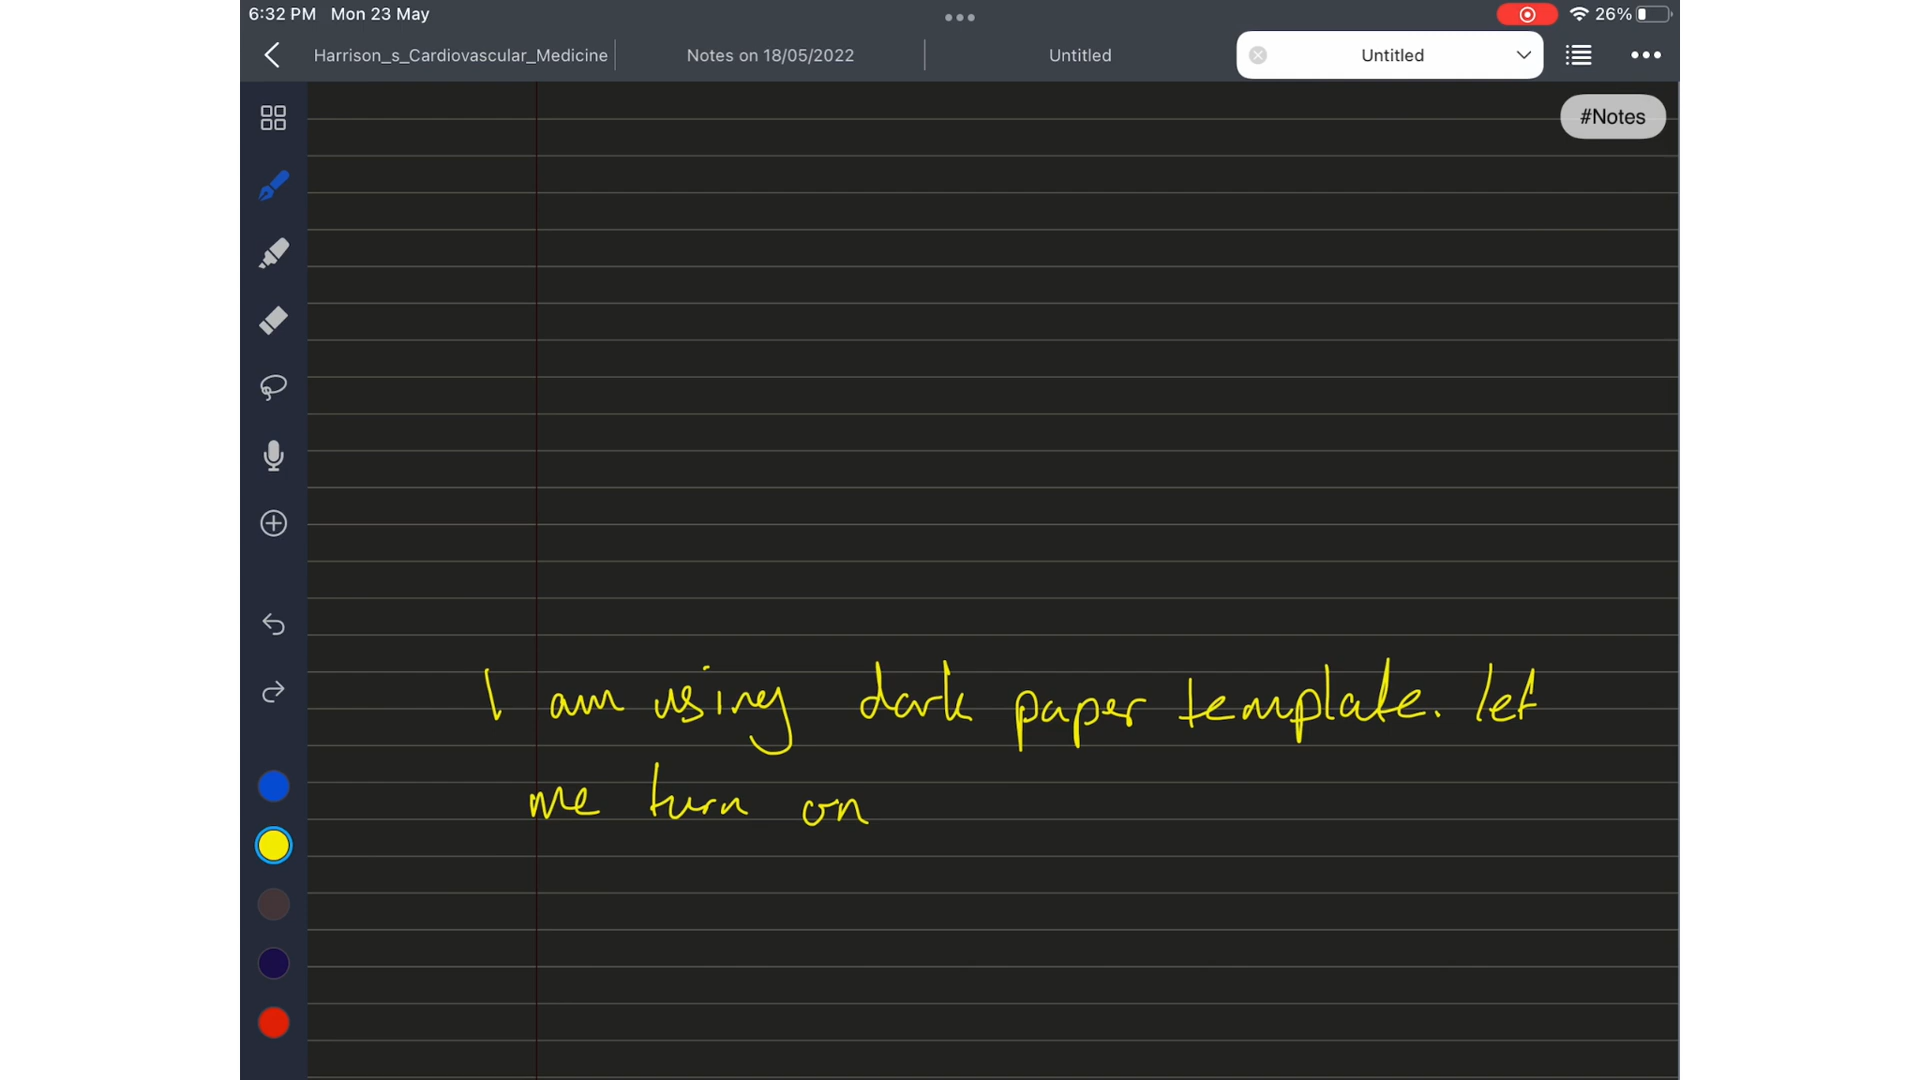 6:32 PM Mon 23 May 26%
Harrison_s_Cardiovascular_Medicine Notes on 18/05/2022 Untitled Untitled
#Notes
I am using dark paper template. let
me turn on